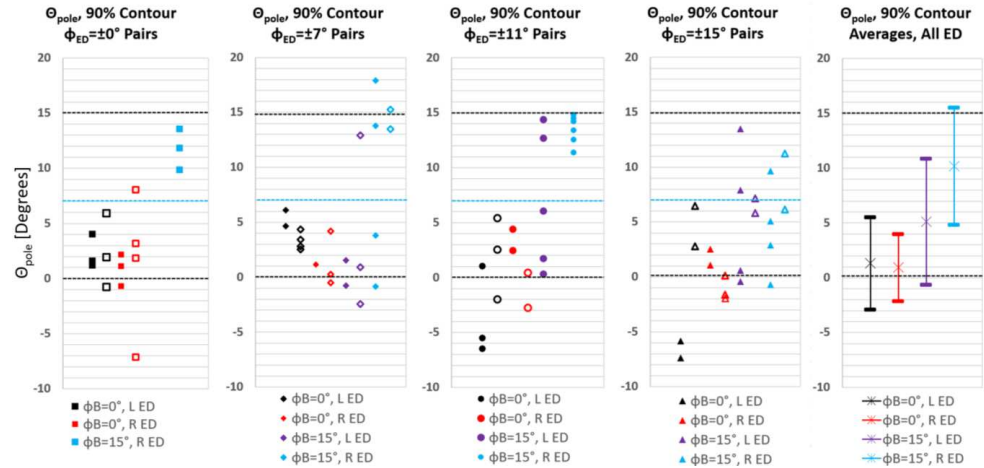 Θpole, 90% Contour
ϕED=±0° Pairs
Θpole, 90% Contour
ϕED=±7° Pairs
Θpole, 90% Contour
ϕED=±11° Pairs
Θpole, 90% Contour
ϕED=±15° Pairs
Θpole, 90% Contour
Averages, All ED
Θpole [Degrees]
20
15
10
5
0
-5
-10
20
15
10
5
0
-5
-10
20
15
10
5
0
-5
-10
20
15
10
5
0
-5
-10
20
15
10
5
0
-5
-10
ϕB=0°, L ED
ϕB=0°, R ED
ϕB=15°, R ED
ϕB=0°, L ED
ϕB=0°, R ED
ϕB=15°, L ED
ϕB=15°, R ED
ϕB=0°, L ED
ϕB=0°, R ED
ϕB=15°, L ED
ϕB=15°, R ED
ϕB=0°, L ED
ϕB=0°, R ED
ϕB=15°, L ED
ϕB=15°, R ED
ϕB=0°, L ED
ϕB=0°, R ED
ϕB=15°, L ED
ϕB=15°, R ED